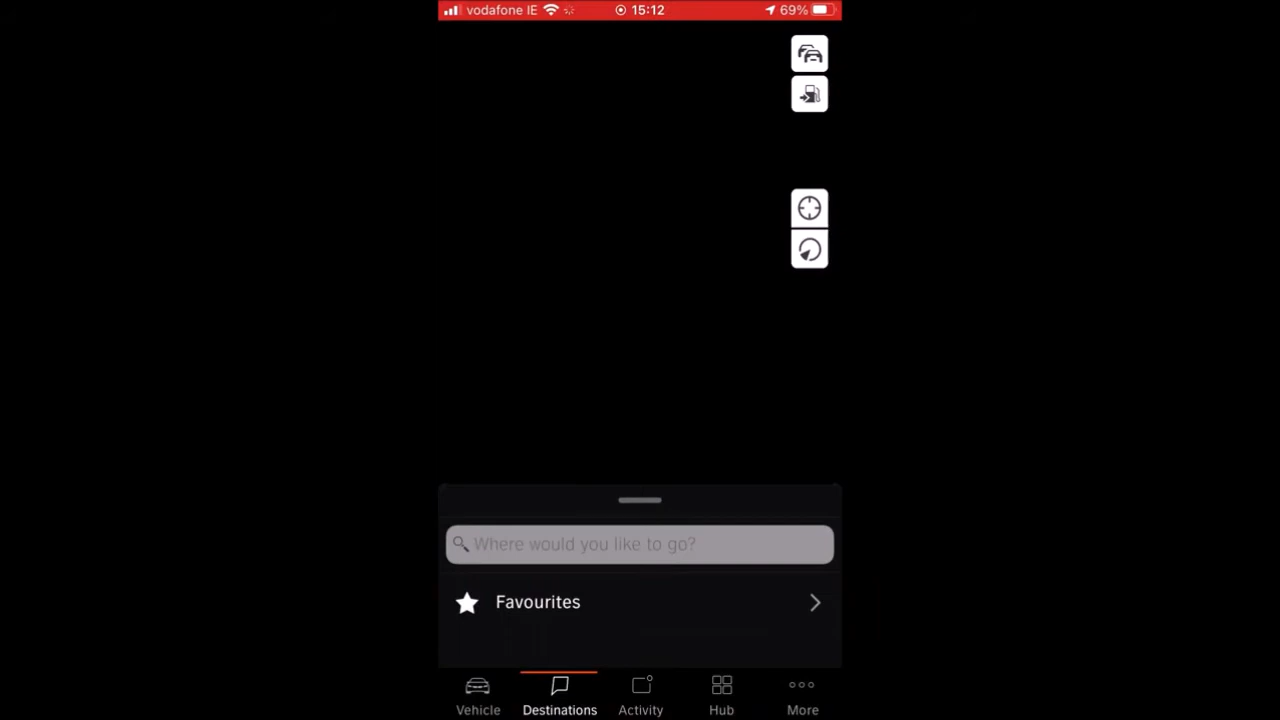 vodafone IE 15:12 69%
Where would you like to go?
Favourites
Vehicle Destinations Activity Hub More